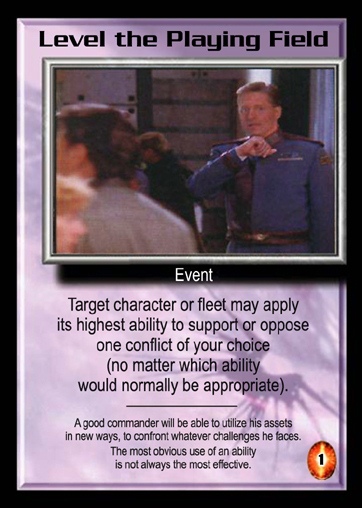 Level the Playing Field
Event
Target character or fleet may apply
its highest ability to support or oppose
one conflict of your choice
(no matter which ability
would normally be appropriate).
A good commander will be able to utilize his assets
in new ways, to confront whatever challenges he faces.
The most obvious use of an ability
is not always the most effective.
1